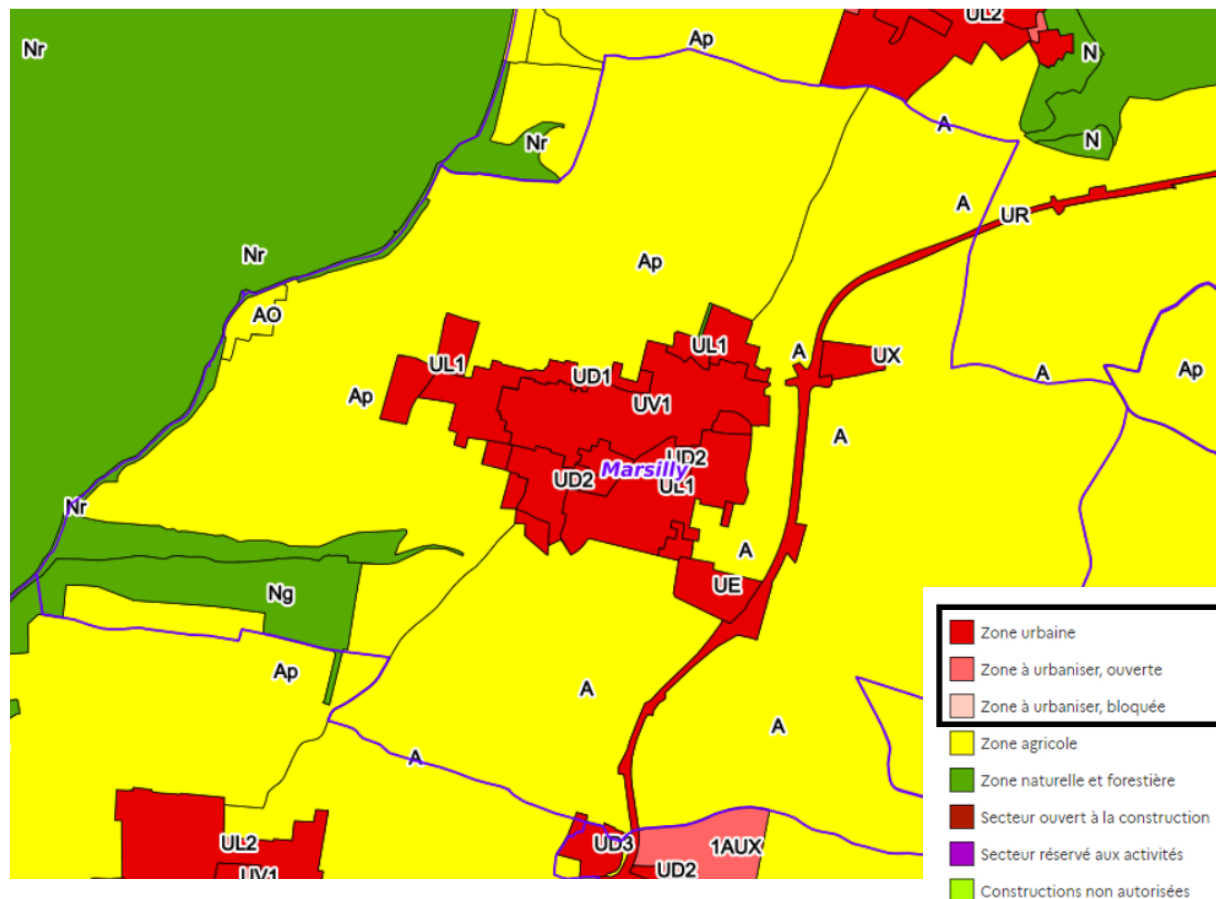 UL2
Nr
Ap
N
A
Nr
N
A
UR
Nr
Ap
AO
UL1
A
UX
UL1
UD1
A
Ap
Ap
UV1
A
UD2
Marsilly
UD2
UL1
Nr
A
UE
Ng
Ap
A
A
A
UD3
1AUX
UL2
UD2
UV1
Zone urbaine
Zone à urbaniser, ouverte
Zone à urbaniser, bloquée
Zone agricole
Zone naturelle et forestière
Secteur ouvert à la construction
Secteur réservé aux activités
Constructions non autorisées